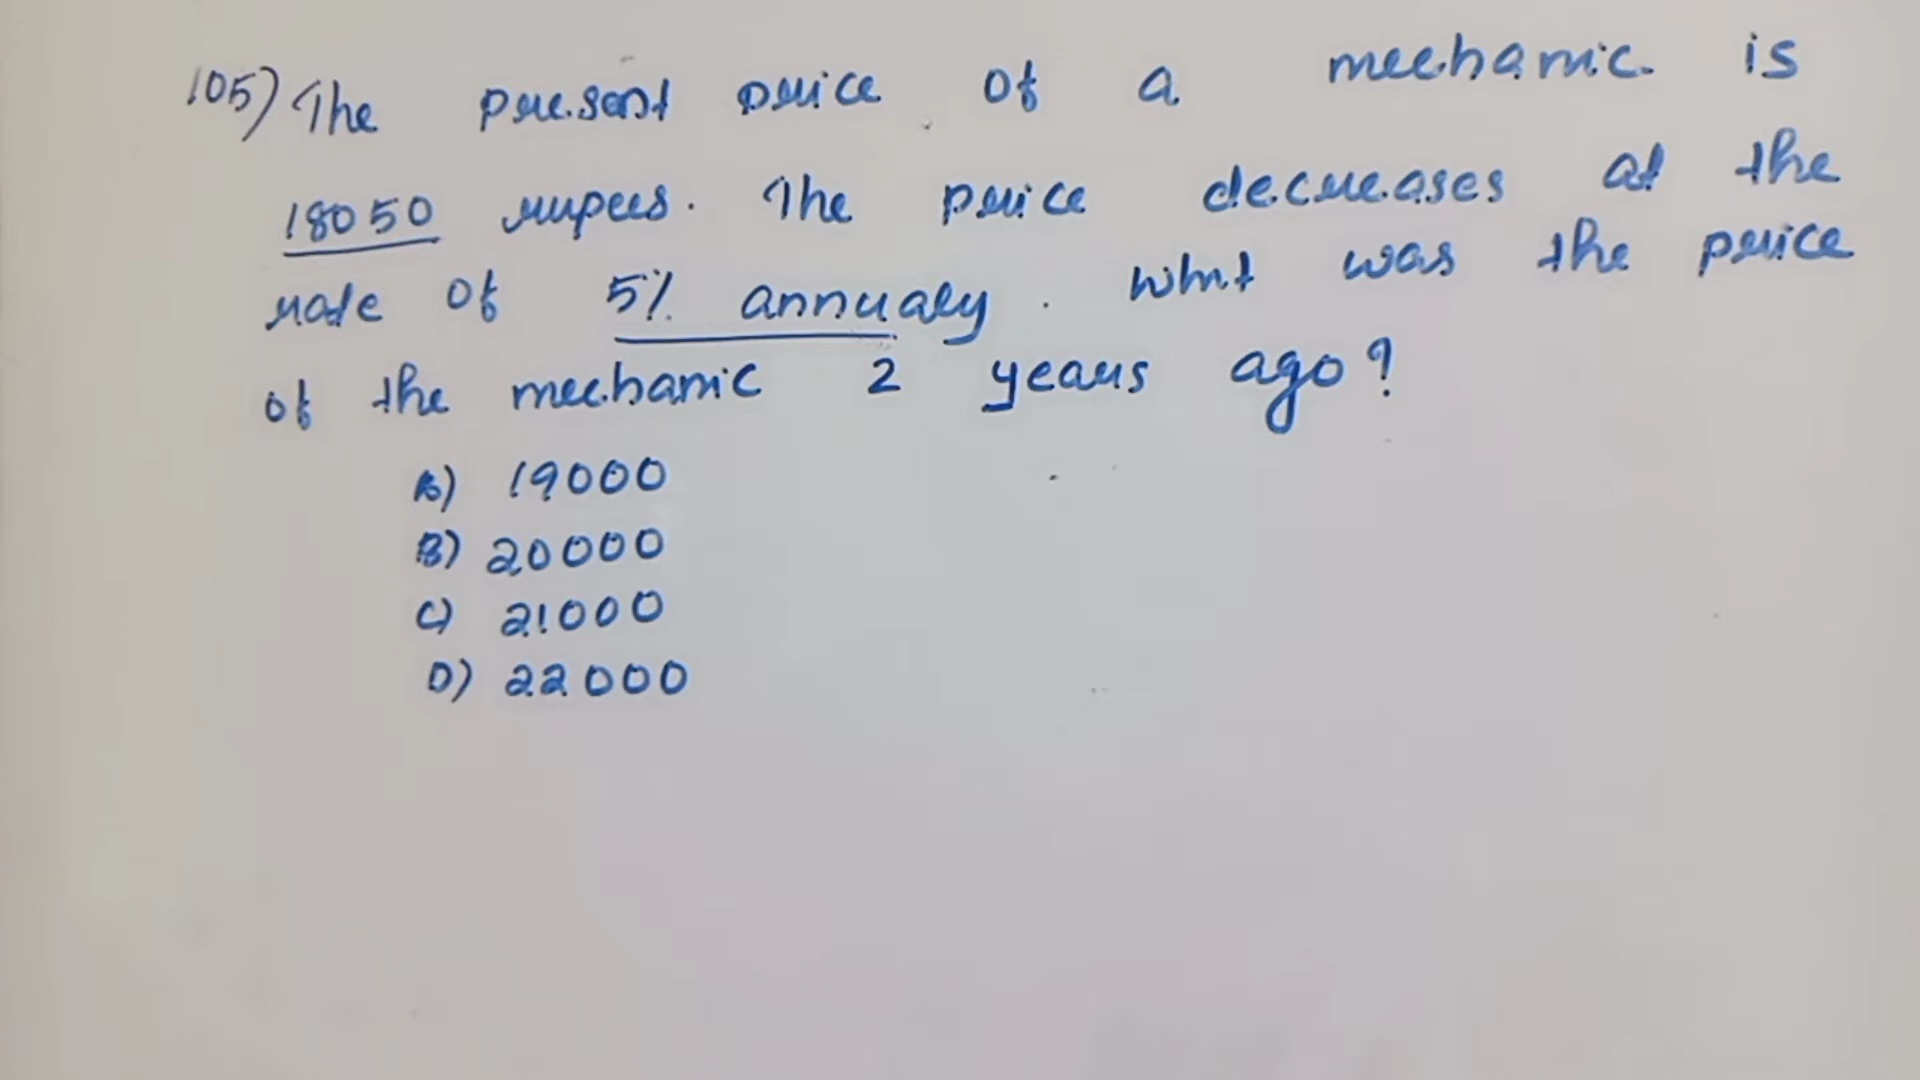 105) The present price of a mechanic is
18050 rupees. The price decreases at the
rate of 5% annualy. What was the price
of the mechanic 2 years ago?
A) 19000
B) 20000
C) 21000
D) 22000